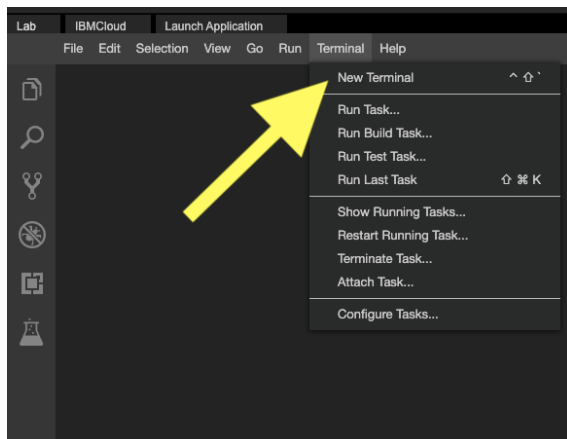 Lab IBMCloud Launch Application
File Edit Selection View Go Run Terminal Help
New Terminal ^ ⇧ `
Run Task...
Run Build Task...
Run Test Task...
Run Last Task ⇧ ⌘ K
Show Running Tasks...
Restart Running Task...
Terminate Task...
Attach Task...
Configure Tasks...